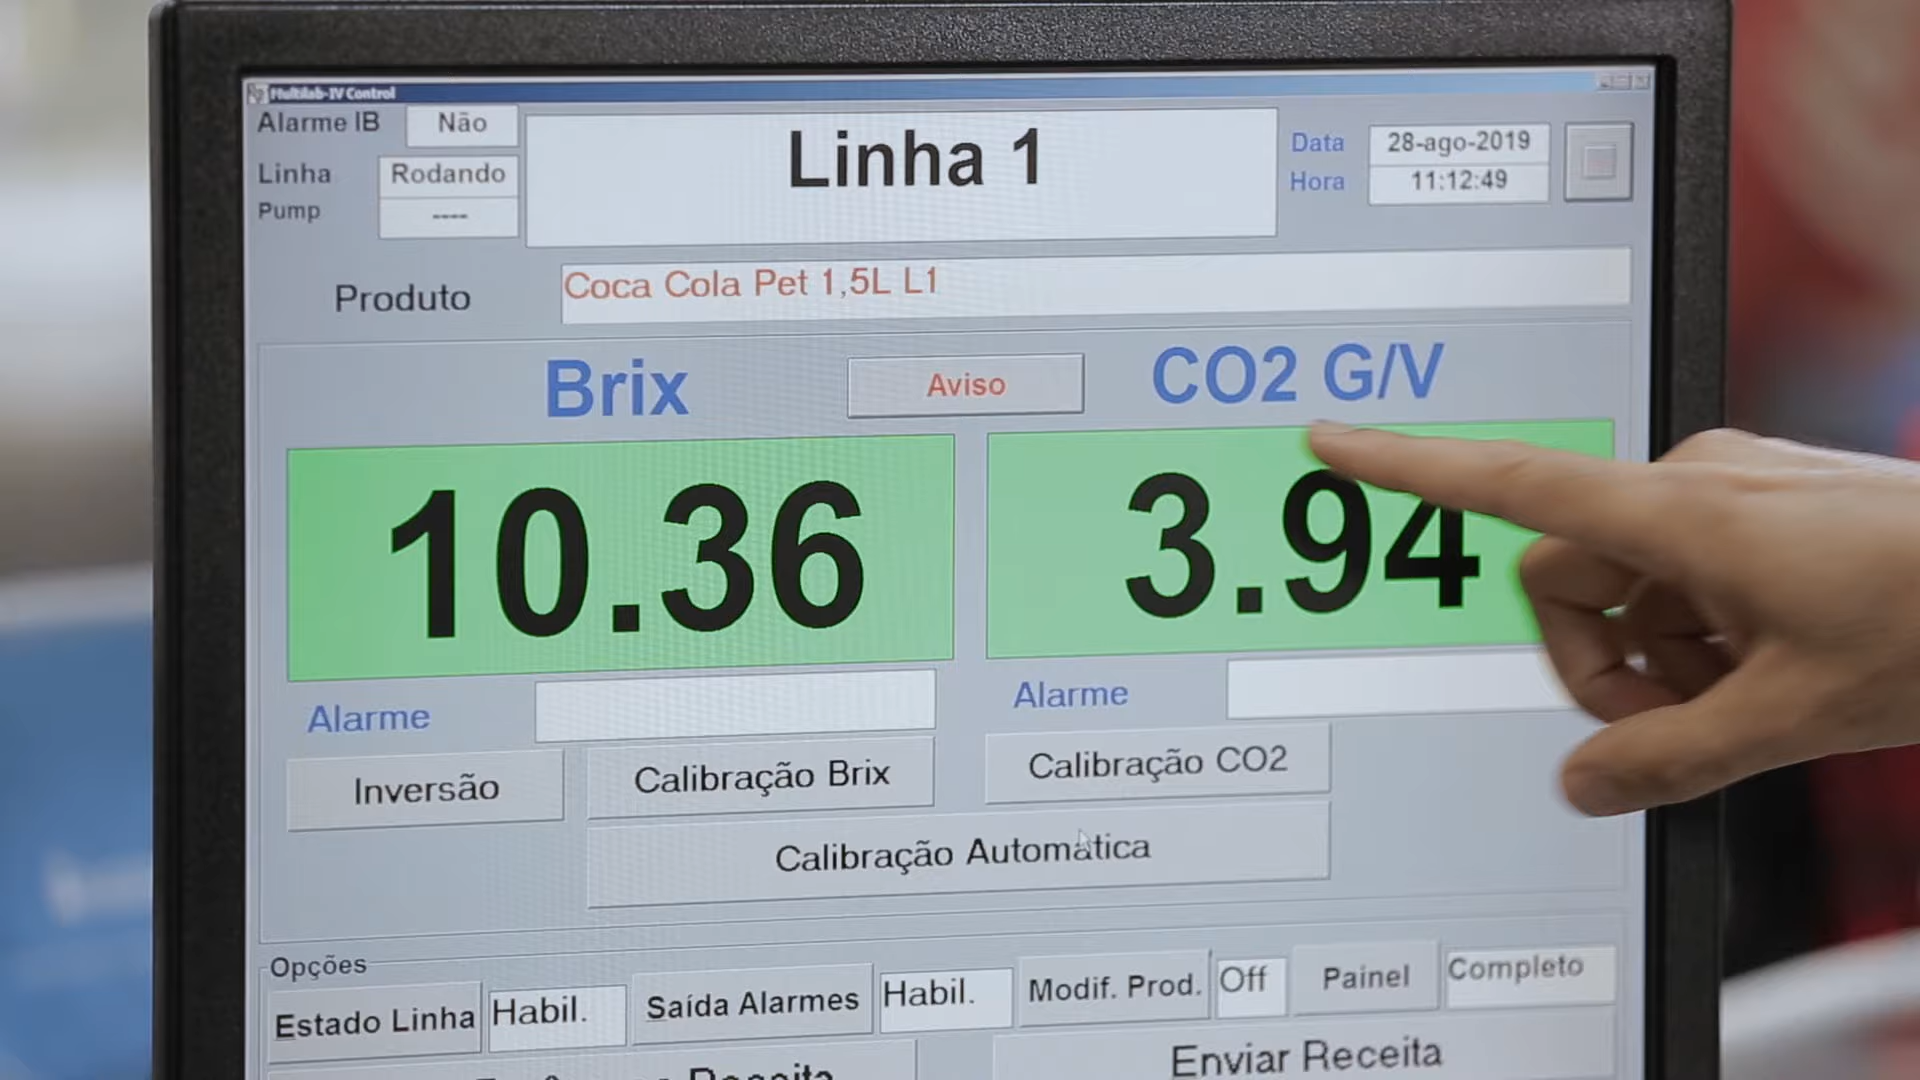 Multilab-IV Control
Alarme IB Não
Linha Rodando
Pump ----
Linha 1
Data 28-ago-2019
Hora 11:12:49
Produto Coca Cola Pet 1,5L L1
Brix Aviso CO2 G/V
10.36 3.94
Alarme Alarme
Inversão Calibração Brix Calibração CO2
Calibração Automática
Opções
Estado Linha Habil. Saída Alarmes Habil. Modif. Prod. Off Painel Completo
Receita Enviar Receita